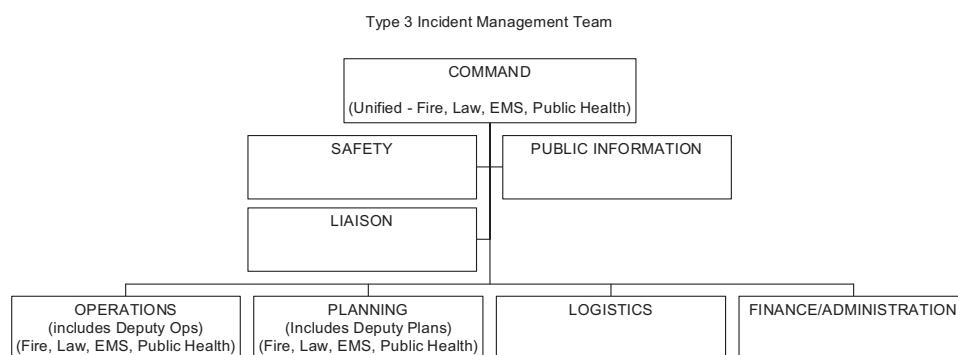 Type 3 Incident Management Team
COMMAND
(Unified - Fire, Law, EMS, Public Health)
SAFETY
PUBLIC INFORMATION
LIAISON
OPERATIONS
(includes Deputy Ops)
(Fire, Law, EMS, Public Health)
PLANNING
(Includes Deputy Plans)
(Fire, Law, EMS, Public Health)
LOGISTICS
FINANCE/ADMINISTRATION